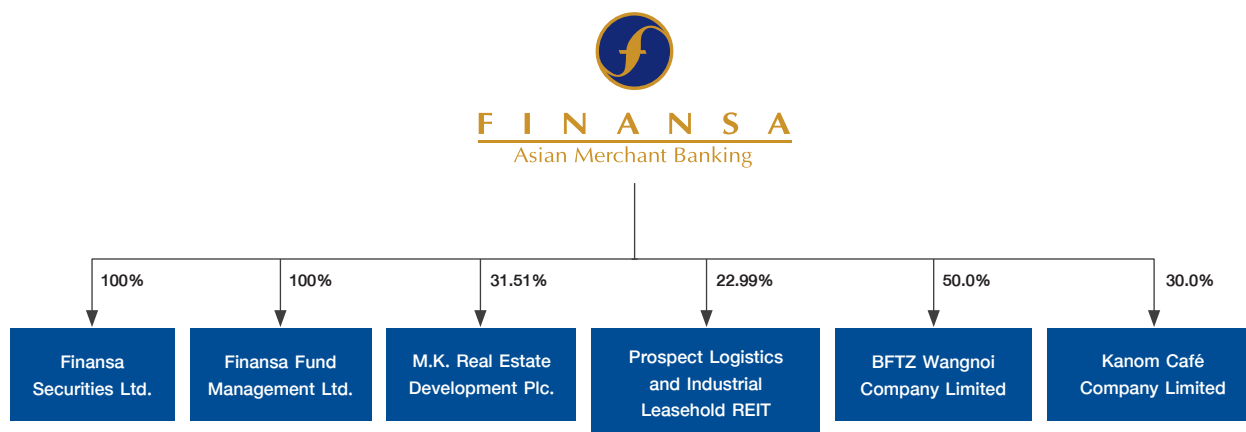 f
FINANSA
Asian Merchant Banking
100%
100%
31.51%
22.99%
50.0%
30.0%
Finansa
Securities Ltd.
Finansa Fund
Management Ltd.
M.K. Real Estate
Development Plc.
Prospect Logistics
and Industrial
Leasehold REIT
BFTZ Wangnoi
Company Limited
Kanom Café
Company Limited